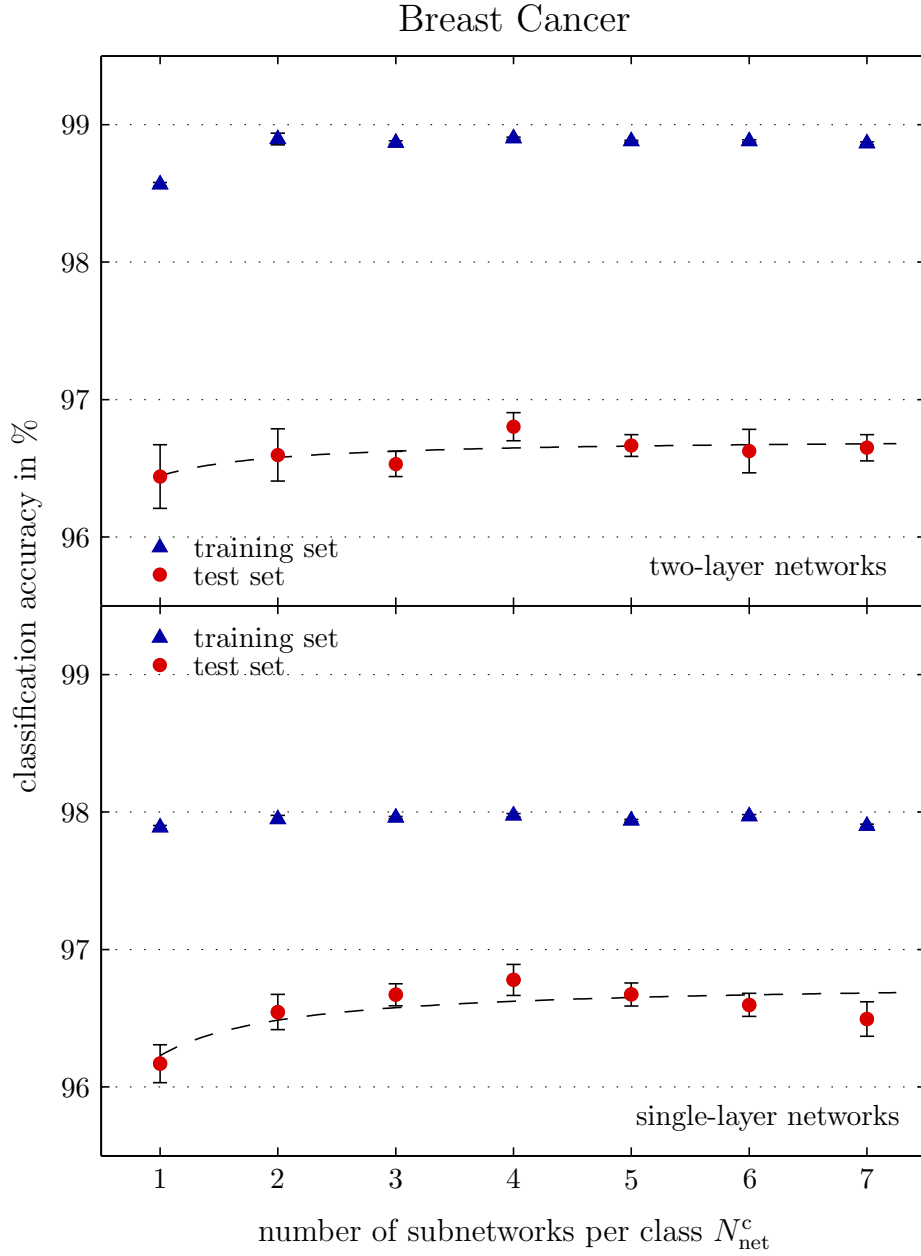 Breast Cancer
classification accuracy in %
99
98
97
96
training set
test set
two-layer networks
training set
test set
99
98
97
96
single-layer networks
1 2 3 4 5 6 7
number of subnetworks per class N^c_net